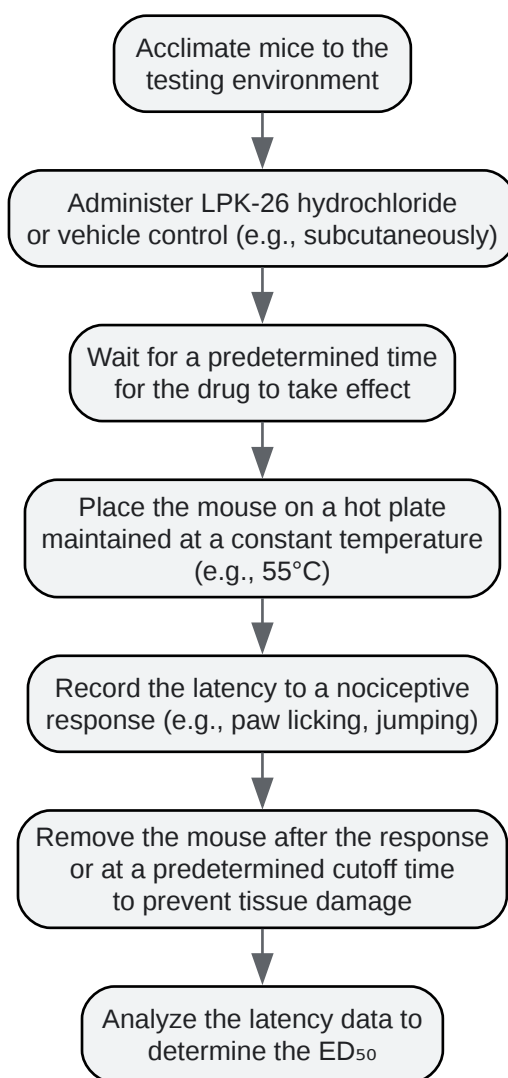 Acclimate mice to the
testing environment
Administer LPK-26 hydrochloride
or vehicle control (e.g., subcutaneously)
Wait for a predetermined time
for the drug to take effect
Place the mouse on a hot plate
maintained at a constant temperature
(e.g., 55°C)
Record the latency to a nociceptive
response (e.g., paw licking, jumping)
Remove the mouse after the response
or at a predetermined cutoff time
to prevent tissue damage
Analyze the latency data to
determine the ED₅₀